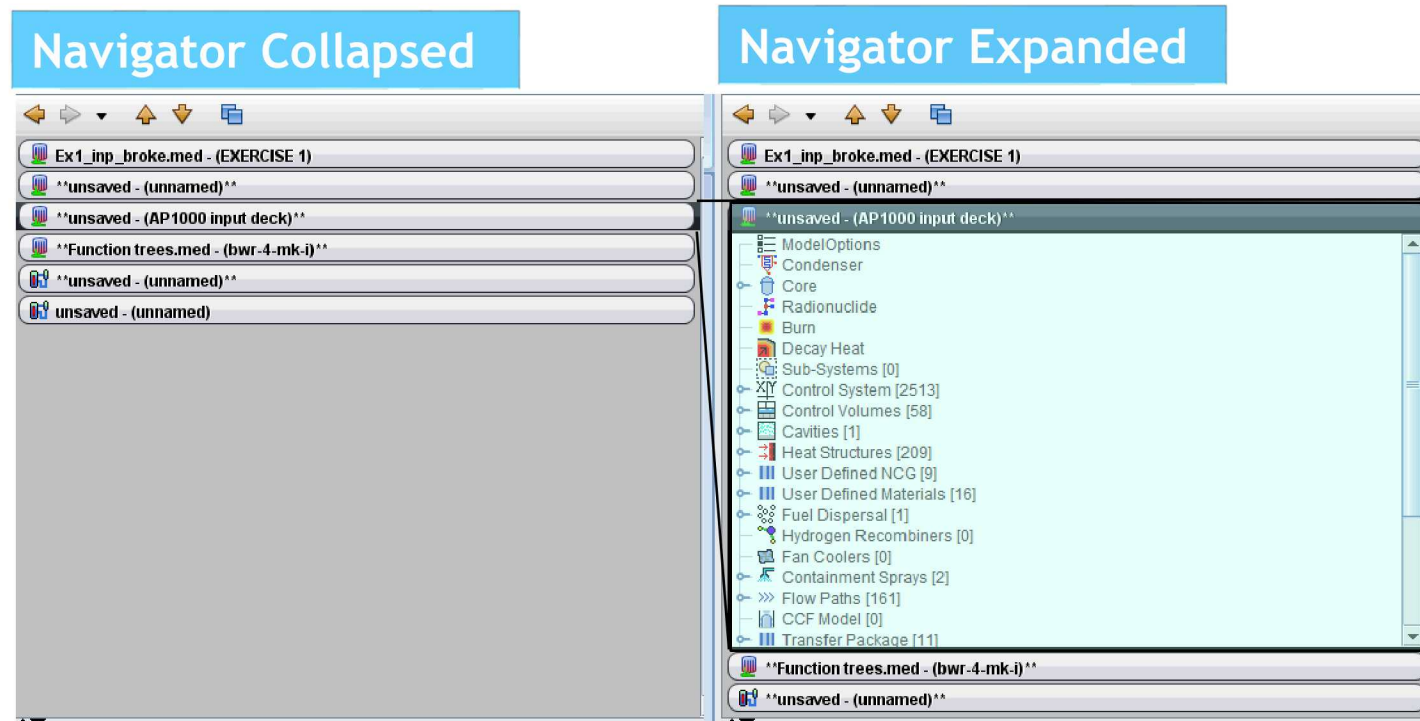 Navigator Collapsed
Ex1_inp_broke.med - (EXERCISE 1)
**unsaved - (unnamed)**
**unsaved - (AP1000 input deck)**
**Function trees.med - (bwr-4-mk-i)**
**unsaved - (unnamed)**
unsaved - (unnamed)
Navigator Expanded
Ex1_inp_broke.med - (EXERCISE 1)
**unsaved - (unnamed)**
**unsaved - (AP1000 input deck)**
ModelOptions
Condenser
Core
Radionuclide
Burn
Decay Heat
Sub-Systems [0]
Control System [2513]
Control Volumes [58]
Cavities [1]
Heat Structures [209]
User Defined NCG [9]
User Defined Materials [16]
Fuel Dispersal [1]
Hydrogen Recombiners [0]
Fan Coolers [0]
Containment Sprays [2]
Flow Paths [161]
CCF Model [0]
Transfer Package [11]
**Function trees.med - (bwr-4-mk-i)**
**unsaved - (unnamed)**